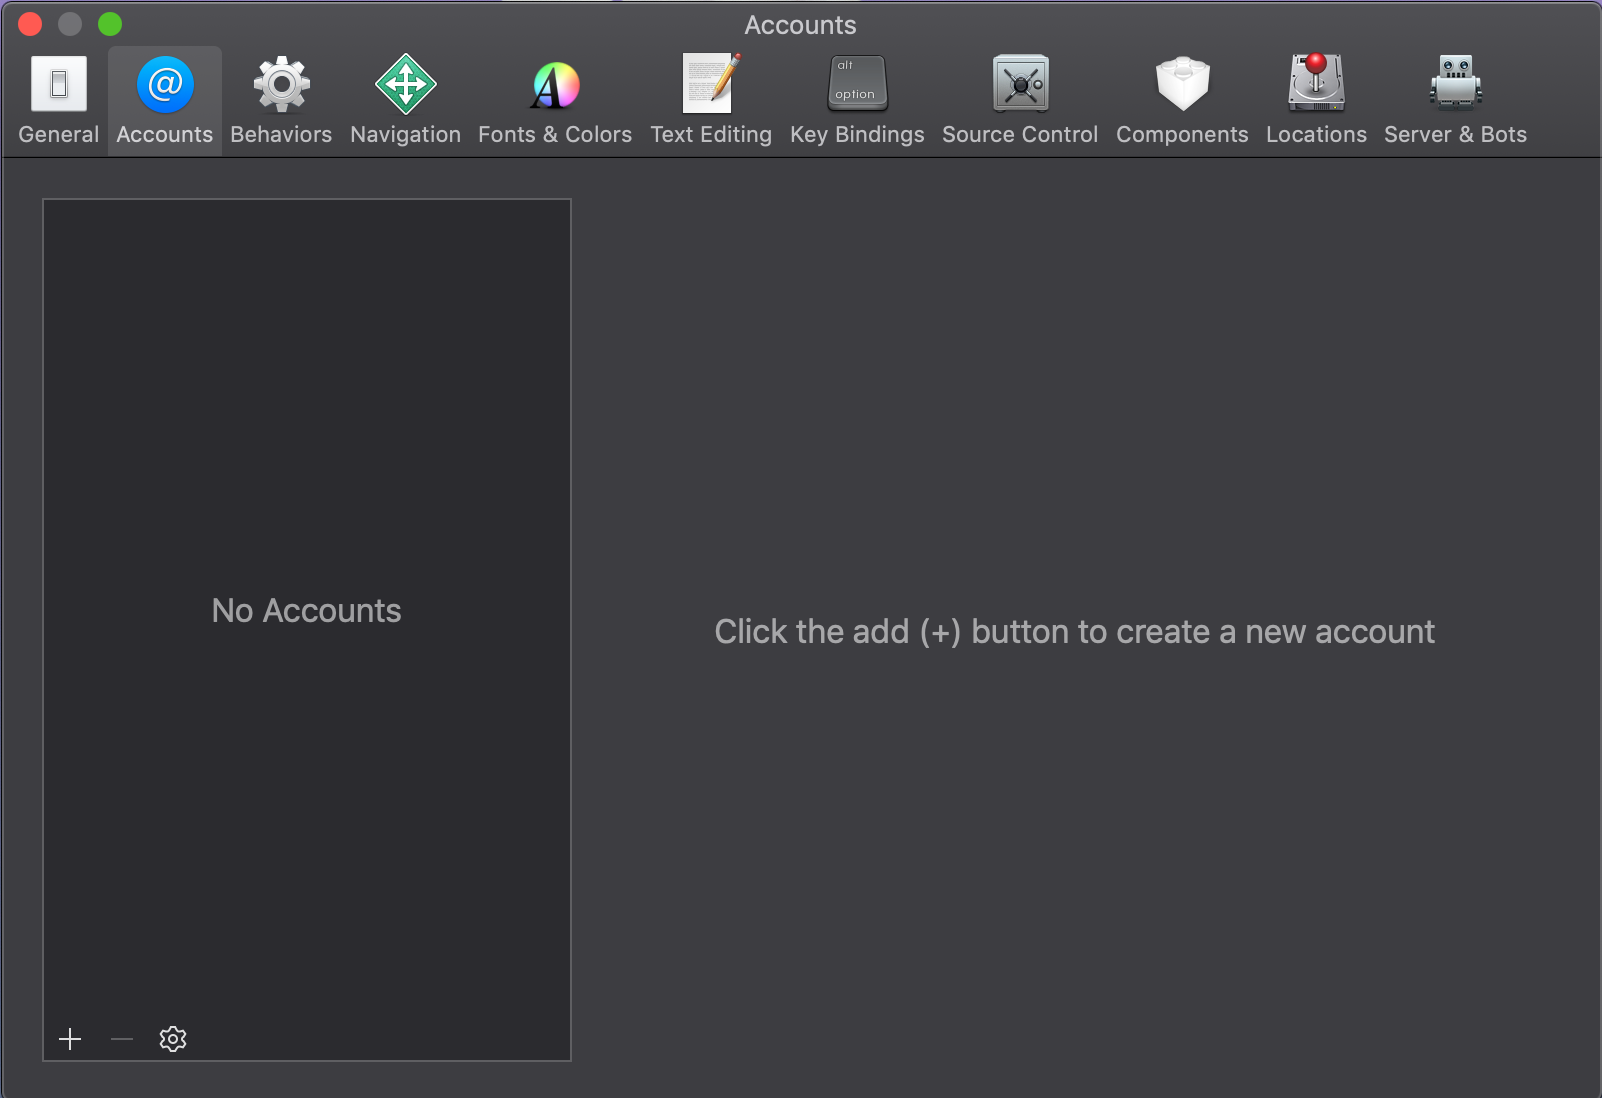 Accounts
General Accounts Behaviors Navigation Fonts & Colors Text Editing Key Bindings Source Control Components Locations Server & Bots
alt
option
No Accounts
Click the add (+) button to create a new account